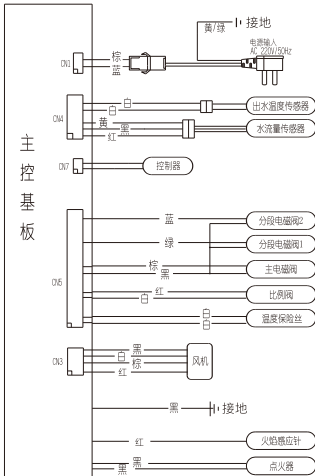 黄/绿
接地
电源输入
AC 220V/50Hz
CN1
棕
蓝
CN4
白
白
出水温度传感器
黄
黑
红
水流量传感器
主控基板
CN7
控制器
CN5
蓝
分段电磁阀2
绿
分段电磁阀1
棕
黑
主电磁阀
红
白
比例阀
白
白
温度保险丝
CN3
黑
白
棕
红
风机
黑
接地
红
火焰感应针
黑
黑
点火器